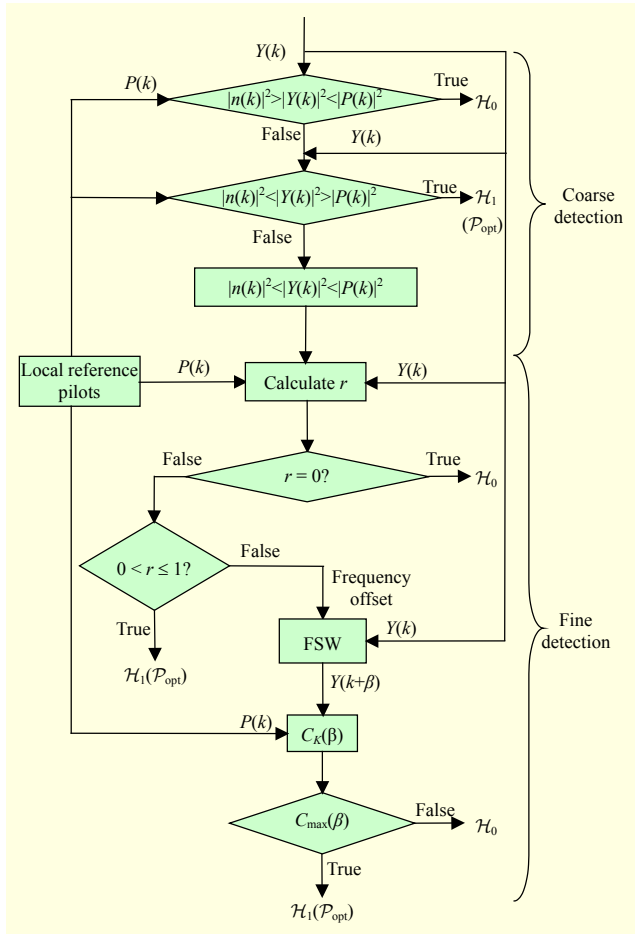 Y(k)
P(k)
|n(k)|²>|Y(k)|²<|P(k)|²
True
ℋ₀
False
Y(k)
|n(k)|²<|Y(k)|²>|P(k)|²
True
ℋ₁
(𝒫opt)
False
Coarse
detection
|n(k)|²<|Y(k)|²<|P(k)|²
Local reference
pilots
P(k)
Calculate r
Y(k)
False
r = 0?
True
ℋ₀
0 < r ≤ 1?
False
Frequency
offset
True
ℋ₁(𝒫opt)
FSW
Y(k)
Fine
detection
Y(k+β)
P(k)
C_K(β)
C_max(β)
False
ℋ₀
True
ℋ₁(𝒫opt)